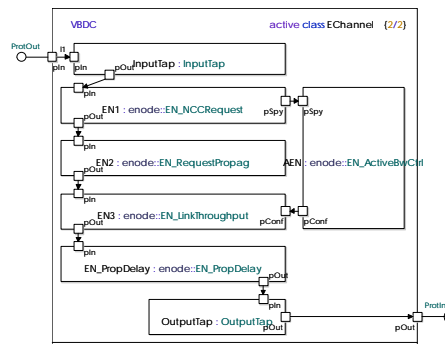 VBDC
active class EChannel {2/2}
ProtOut
I1
pIn
pIn
InputTap : InputTap
pOut
pIn
EN1 : enode::EN_NCCRequest
pSpy
pSpy
pOut
pIn
EN2 : enode::EN_RequestPropag
AEN : enode::EN_ActiveBwCtrl
pOut
pIn
EN3 : enode::EN_LinkThroughput
pConf
pConf
pOut
pIn
EN_PropDelay : enode::EN_PropDelay
pOut
pIn
OutputTap : OutputTap
pOut
pOut
ProtIn